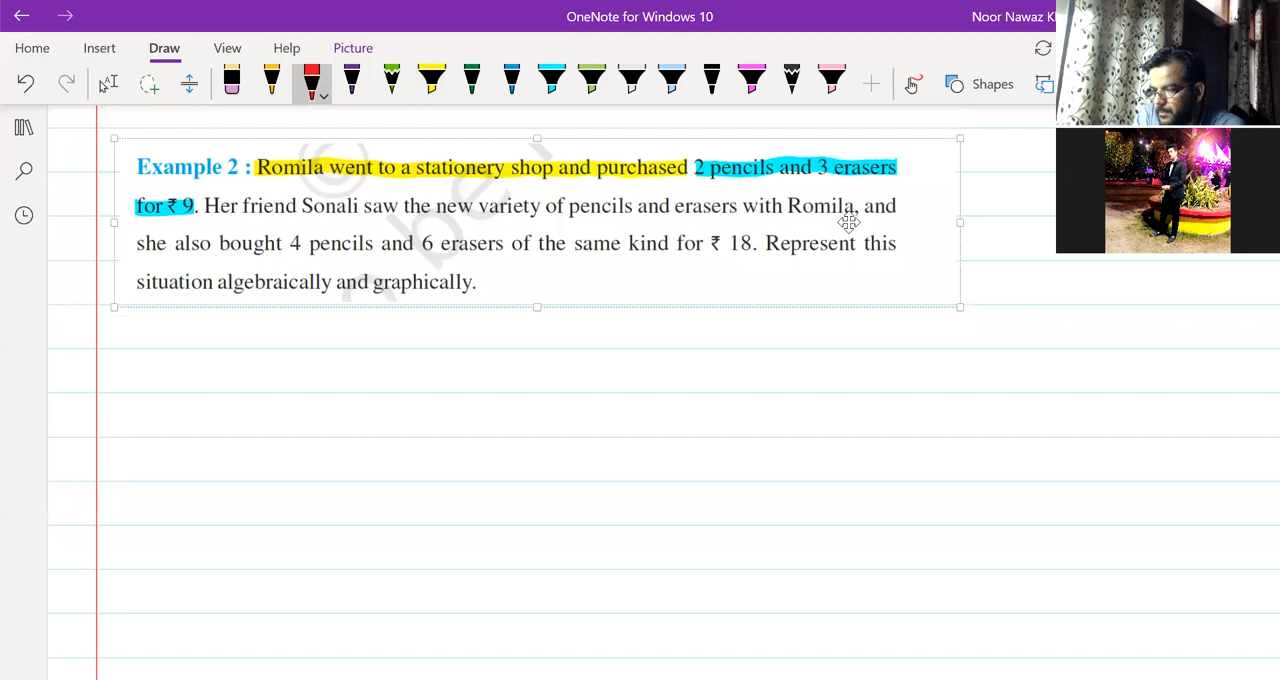 OneNote for Windows 10
Noor Nawaz Kh
Home Insert Draw View Help Picture
Shapes
Example 2 : Romila went to a stationery shop and purchased 2 pencils and 3 erasers
for ₹ 9. Her friend Sonali saw the new variety of pencils and erasers with Romila, and
she also bought 4 pencils and 6 erasers of the same kind for ₹ 18. Represent this
situation algebraically and graphically.